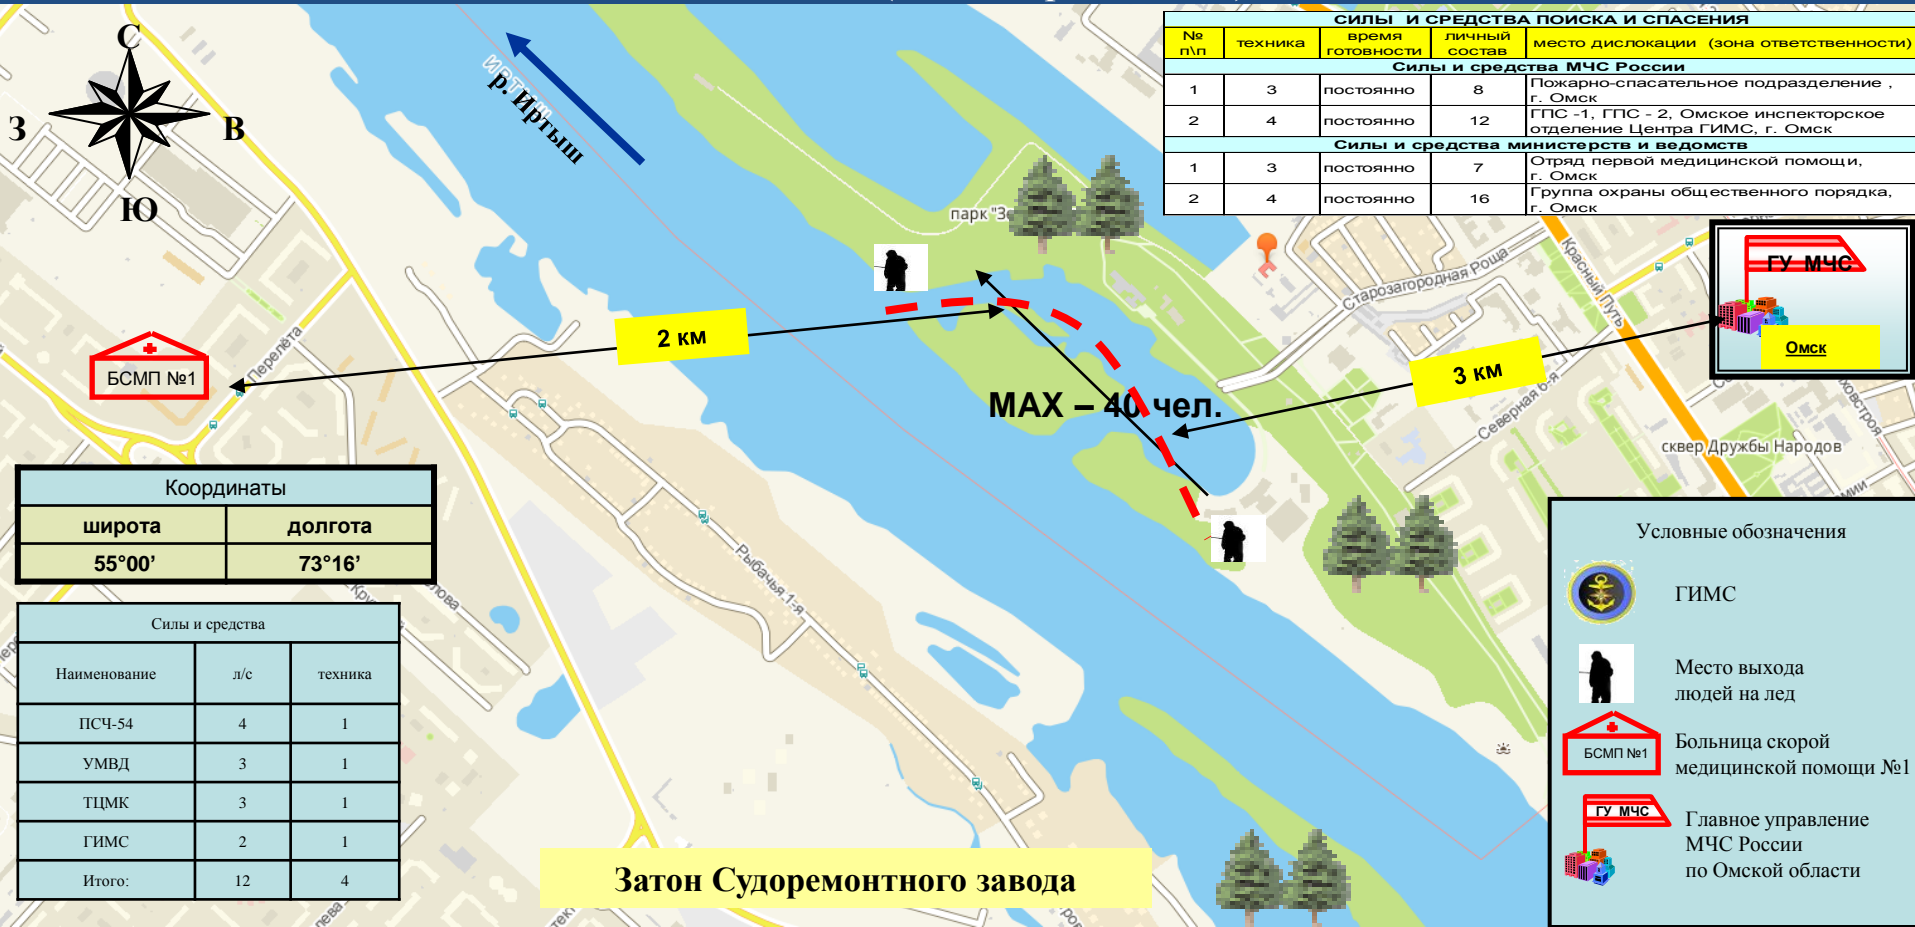 СИЛЫ И СРЕДСТВА ПОИСКА И СПАСЕНИЯ
№ п\п техника время готовности личный состав место дислокации (зона ответственности)
Силы и средства МЧС России
1 3 постоянно 8 Пожарно-спасательное подразделение , г. Омск
2 4 постоянно 12 ГПС -1, ГПС - 2, Омское инспекторское отделение Центра ГИМС, г. Омск
Силы и средства министерств и ведомств
1 3 постоянно 7 Отряд первой медицинской помощи, г. Омск
2 4 постоянно 16 Группа охраны общественного порядка, г. Омск
С
З
В
Ю
ИРТЫШ
р. Иртыш
парк
Старозагородная Роща
Красный Путь
ГУ МЧС
Омск
2 км
3 км
МАХ – 40 чел.
БСМП №1
Перелёта
Северная 6-я
сквер Дружбы Народов
Координаты
широта долгота
55°00’ 73°16’
Рыбачья 1-я
Силы и средства
Наименование л/с техника
ПСЧ-54 4 1
УМВД 3 1
ТЦМК 3 1
ГИМС 2 1
Итого: 12 4
Затон Судоремонтного завода
Условные обозначения
ГИМС
Место выхода
людей на лед
БСМП №1
Больница скорой
медицинской помощи №1
ГУ МЧС
Главное управление
МЧС России
по Омской области